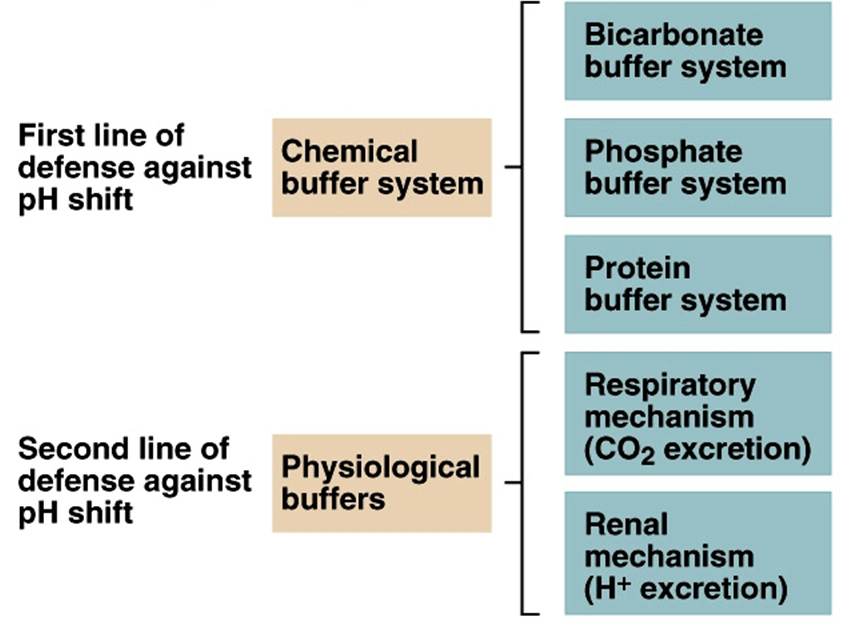 First line of
defense against
pH shift
Chemical
buffer system
Bicarbonate
buffer system
Phosphate
buffer system
Protein
buffer system
Second line of
defense against
pH shift
Physiological
buffers
Respiratory
mechanism
(CO₂ excretion)
Renal
mechanism
(H⁺ excretion)